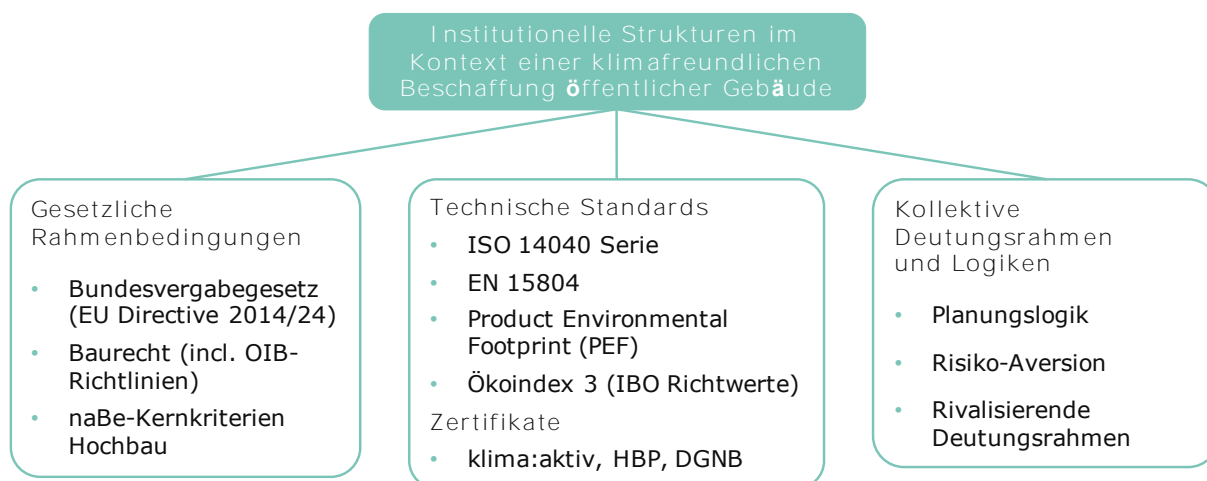 Institutionelle Strukturen im
Kontext einer klimafreundlichen
Beschaffung öffentlicher Gebäude
Gesetzliche
Rahmenbedingungen
• Bundesvergabegesetz
(EU Directive 2014/24)
• Baurecht (incl. OIB-
Richtlinien)
• naBe-Kernkriterien
Hochbau
Technische Standards
• ISO 14040 Serie
• EN 15804
• Product Environmental
Footprint (PEF)
• Ökoindex 3 (IBO Richtwerte)
Zertifikate
• klima:aktiv, HBP, DGNB
Kollektive
Deutungsrahmen
und Logiken
• Planungslogik
• Risiko-Aversion
• Rivalisierende
Deutungsrahmen